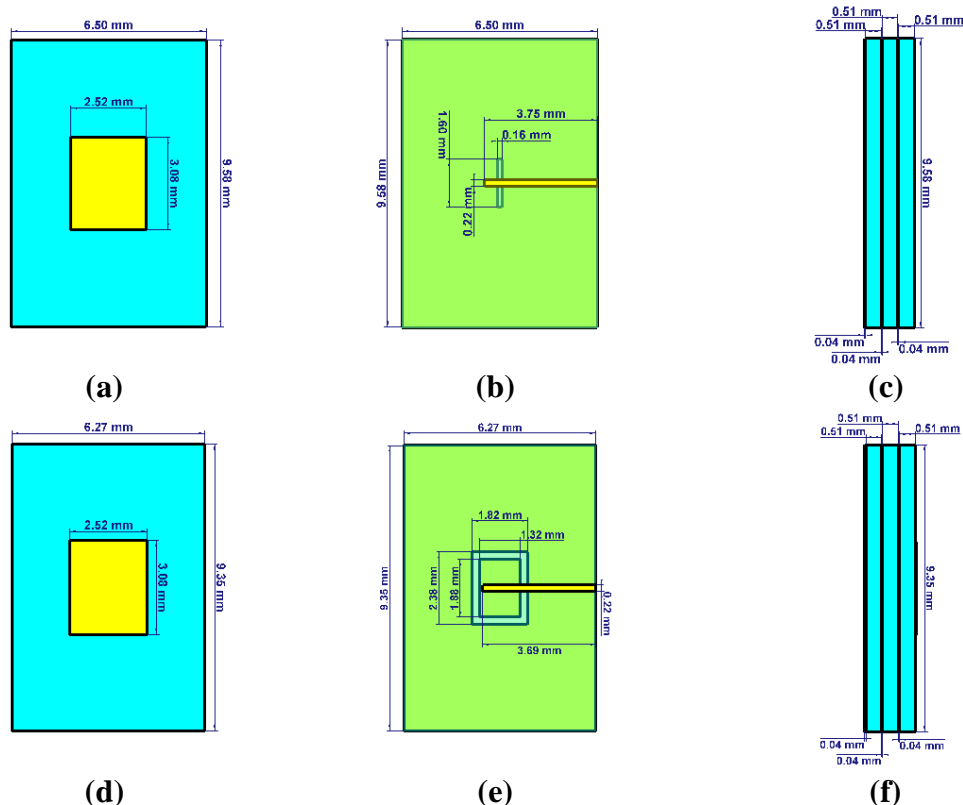 6.50 mm
2.52 mm
3.08 mm
9.58 mm
(a)
6.50 mm
3.75 mm
0.16 mm
1.60 mm
9.58 mm
0.22 mm
(b)
0.51 mm
0.51 mm
0.51 mm
9.58 mm
0.04 mm
0.04 mm
0.04 mm
(c)
6.27 mm
2.52 mm
3.08 mm
9.35 mm
(d)
6.27 mm
1.82 mm
1.32 mm
2.38 mm
1.88 mm
9.35 mm
0.22 mm
3.69 mm
(e)
0.51 mm
0.51 mm
0.51 mm
9.35 mm
0.04 mm
0.04 mm
0.04 mm
(f)